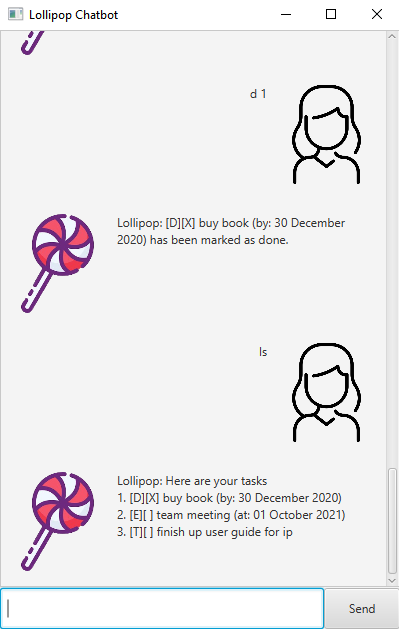 Lollipop Chatbot
d 1
Lollipop: [D][X] buy book (by: 30 December
2020) has been marked as done.
ls
Lollipop: Here are your tasks
1. [D][X] buy book (by: 30 December 2020)
2. [E][ ] team meeting (at: 01 October 2021)
3. [T][ ] finish up user guide for ip
Send